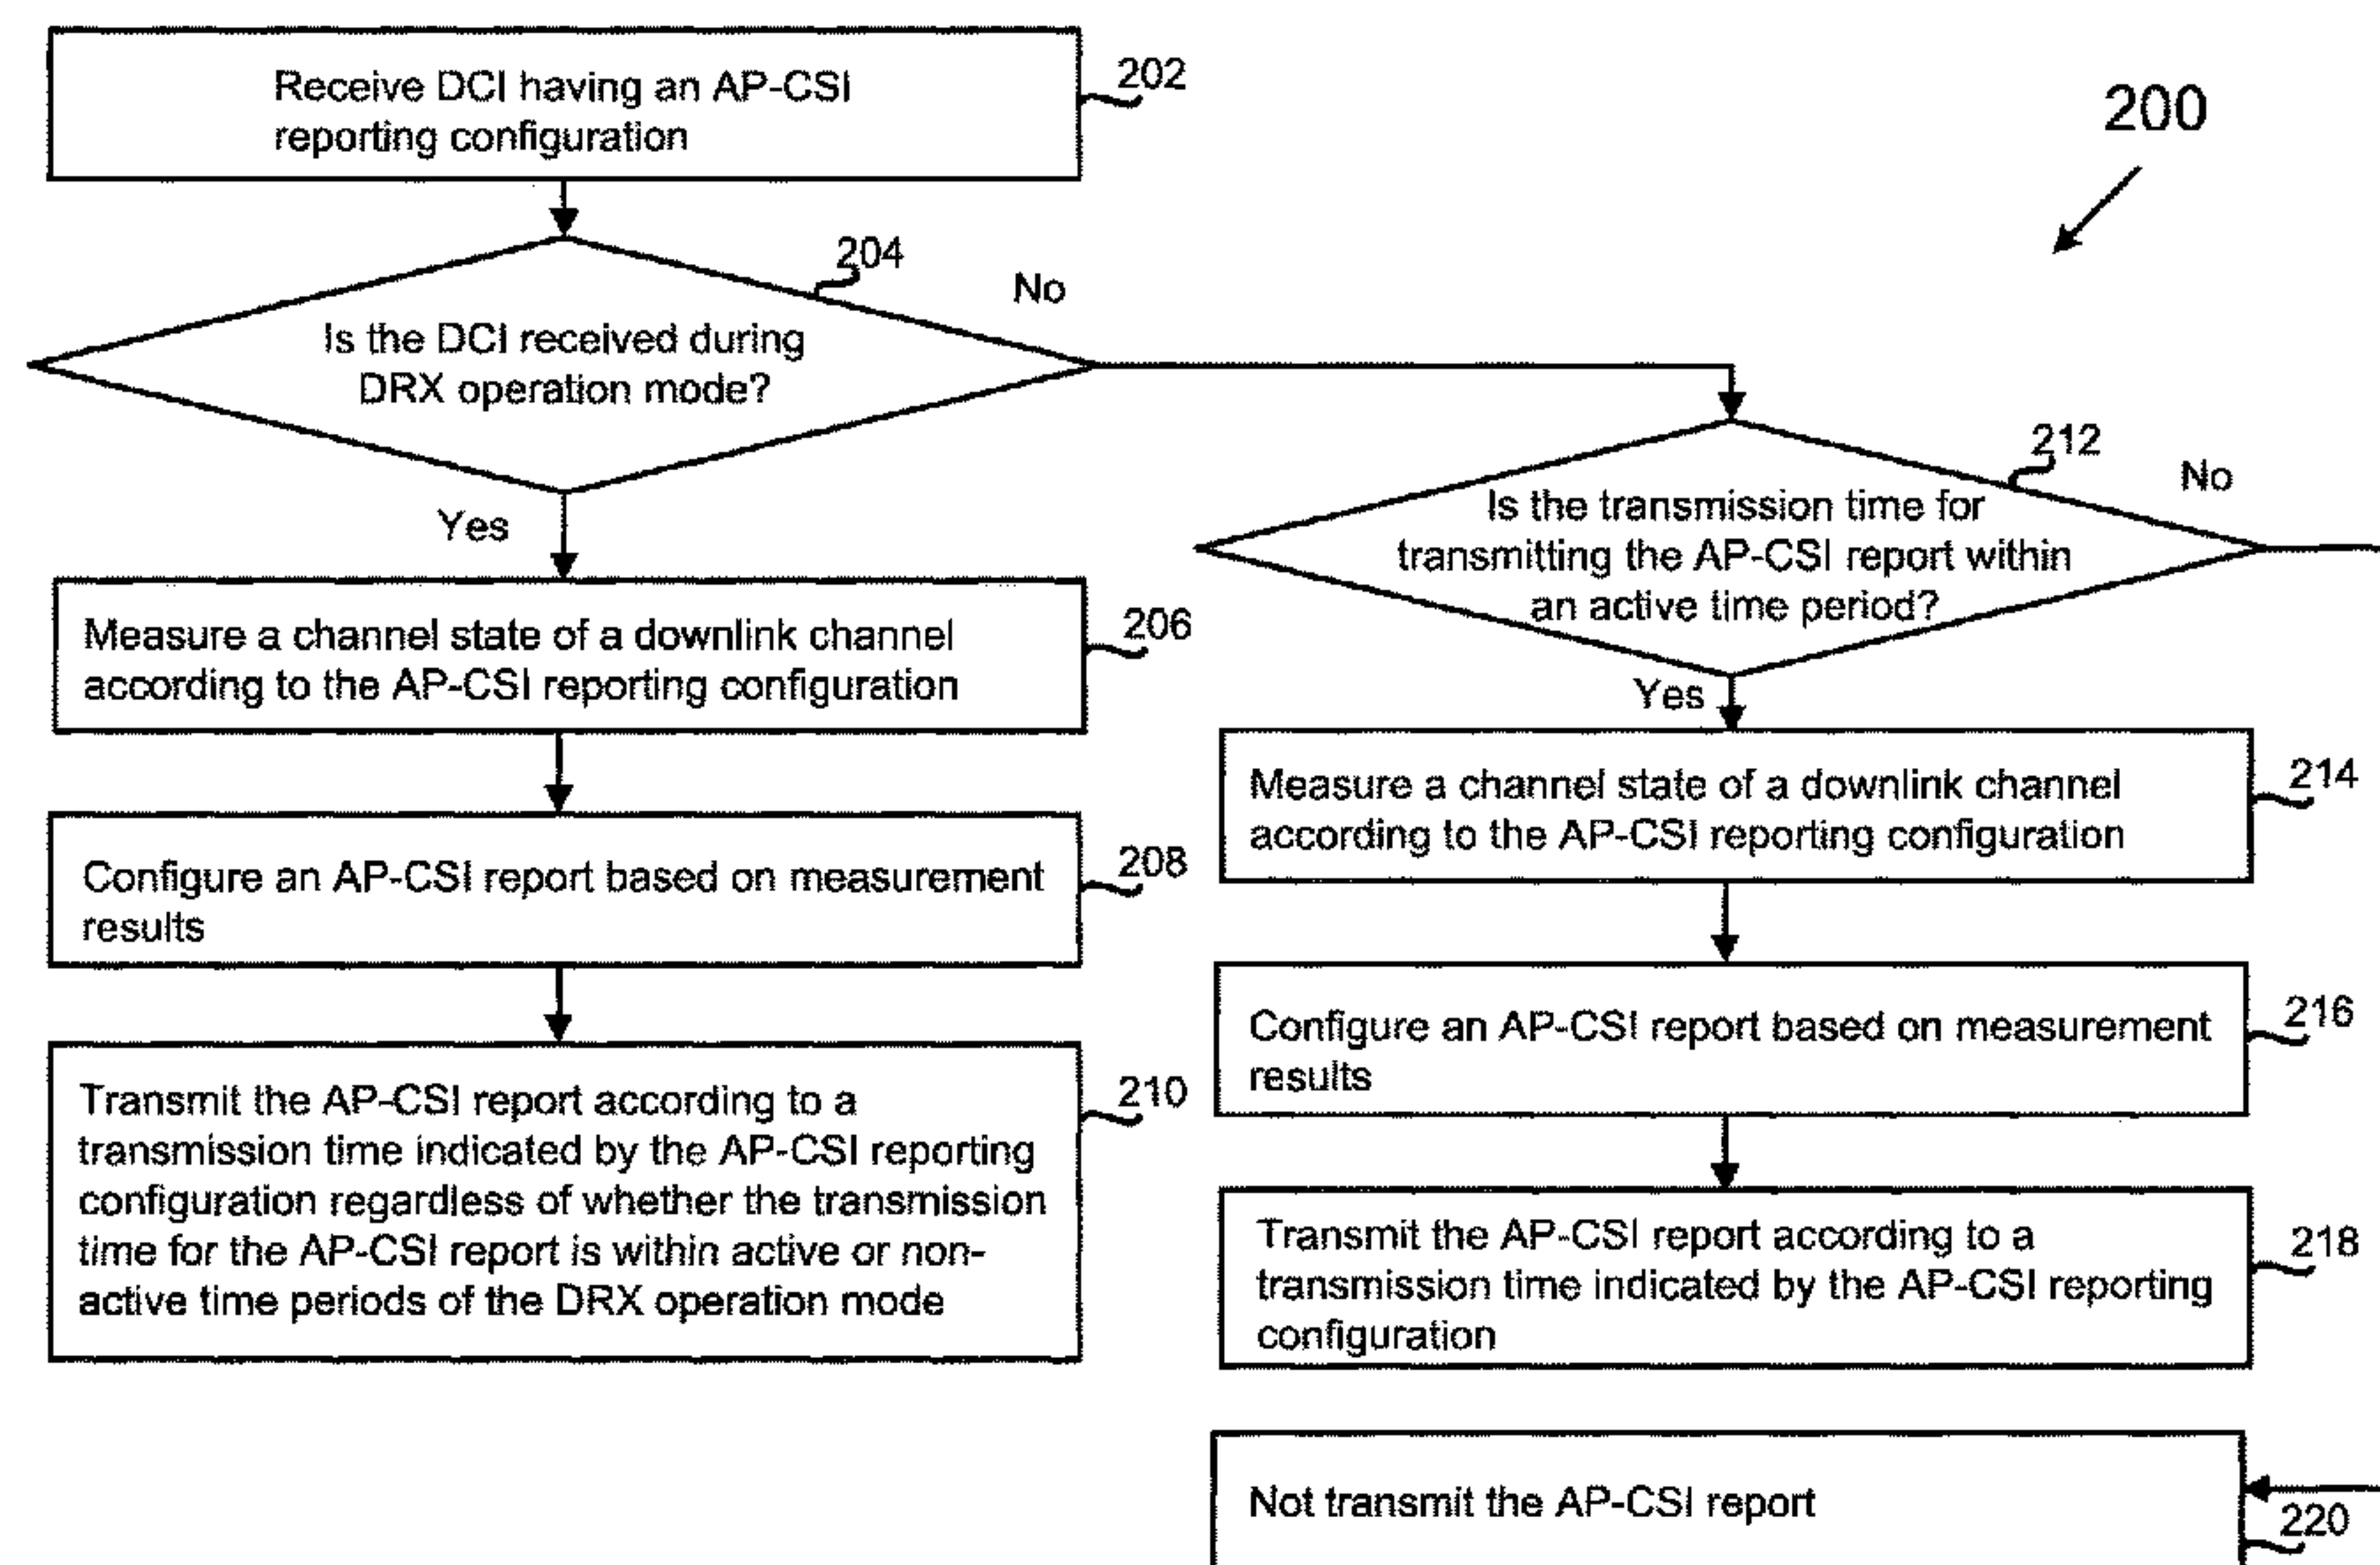 Receive DCI having an AP-CSI
reporting configuration
202
200
204
No
Is the DCI received during
DRX operation mode?
Yes
212
No
Is the transmission time for
transmitting the AP-CSI report within
an active time period?
Yes
Measure a channel state of a downlink channel
according to the AP-CSI reporting configuration
206
Configure an AP-CSI report based on measurement
results
208
Transmit the AP-CSI report according to a
transmission time indicated by the AP-CSI reporting
configuration regardless of whether the transmission
time for the AP-CSI report is within active or non-
active time periods of the DRX operation mode
210
Measure a channel state of a downlink channel
according to the AP-CSI reporting configuration
214
Configure an AP-CSI report based on measurement
results
216
Transmit the AP-CSI report according to a
transmission time indicated by the AP-CSI reporting
configuration
218
Not transmit the AP-CSI report
220